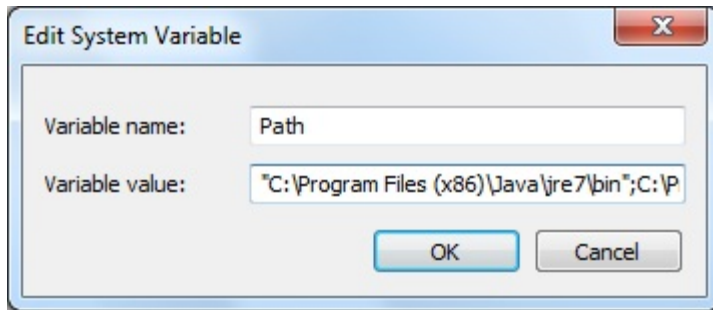 Edit System Variable
Variable name: Path
Variable value: "C:\Program Files (x86)\Java\jre7\bin";C:\P
OK Cancel